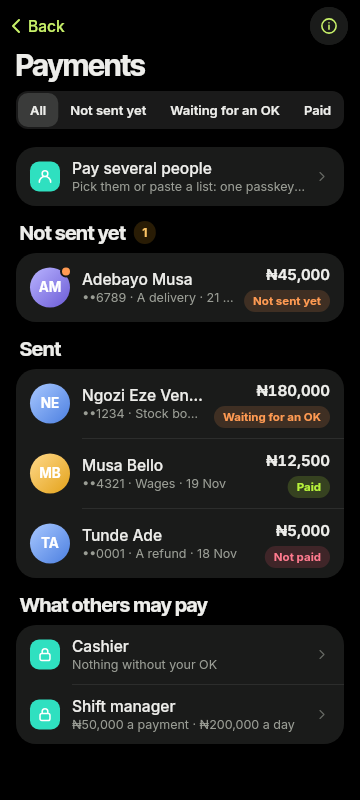 Back
Payments
All Not sent yet Waiting for an OK Paid
Pay several people
Pick them or paste a list: one passkey...
Not sent yet 1
AM Adebayo Musa ₦45,000
••6789 · A delivery · 21 ... Not sent yet
Sent
NE Ngozi Eze Ven... ₦180,000
••1234 · Stock bo... Waiting for an OK
MB Musa Bello ₦12,500
••4321 · Wages · 19 Nov Paid
TA Tunde Ade ₦5,000
••0001 · A refund · 18 Nov Not paid
What others may pay
Cashier
Nothing without your OK
Shift manager
₦50,000 a payment · ₦200,000 a day